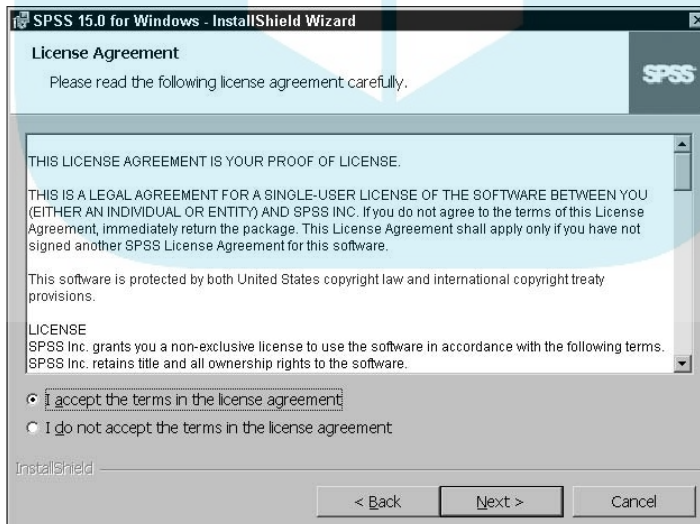 SPSS 15.0 for Windows - InstallShield Wizard
License Agreement
Please read the following license agreement carefully.
SPSS
THIS LICENSE AGREEMENT IS YOUR PROOF OF LICENSE.
THIS IS A LEGAL AGREEMENT FOR A SINGLE-USER LICENSE OF THE SOFTWARE BETWEEN YOU
(EITHER AN INDIVIDUAL OR ENTITY) AND SPSS INC. If you do not agree to the terms of this License
Agreement, immediately return the package. This License Agreement shall apply only if you have not
signed another SPSS License Agreement for this software.
This software is protected by both United States copyright law and international copyright treaty
provisions.
LICENSE
SPSS Inc. grants you a non-exclusive license to use the software in accordance with the following terms.
SPSS Inc. retains title and all ownership rights to the software.
I accept the terms in the license agreement
I do not accept the terms in the license agreement
InstallShield
< Back Next > Cancel